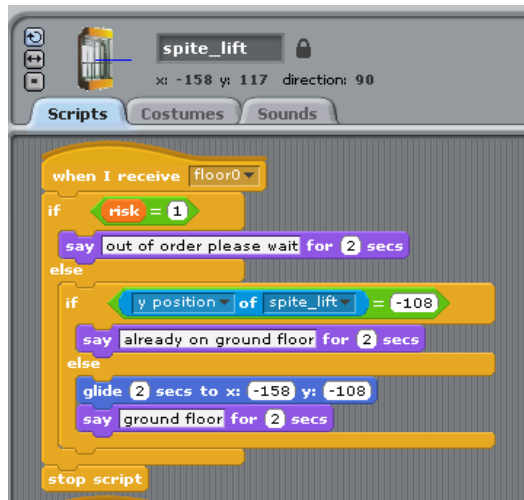 spite_lift
x: -158 y: 117 direction: 90
Scripts Costumes Sounds
when I receive floor0
if risk = 1
say out of order please wait for 2 secs
else
if y position of spite_lift = -108
say already on ground floor for 2 secs
else
glide 2 secs to x: -158 y: -108
say ground floor for 2 secs
stop script